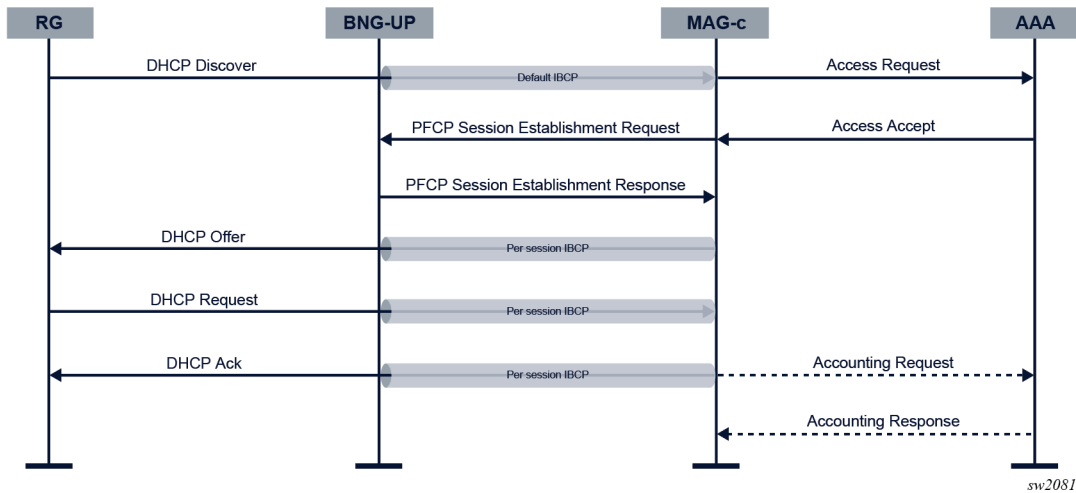 RG BNG-UP MAG-c AAA
DHCP Discover Default IBCP Access Request
PFCP Session Establishment Request Access Accept
PFCP Session Establishment Response
DHCP Offer Per session IBCP
DHCP Request Per session IBCP
DHCP Ack Per session IBCP Accounting Request
Accounting Response
sw2081